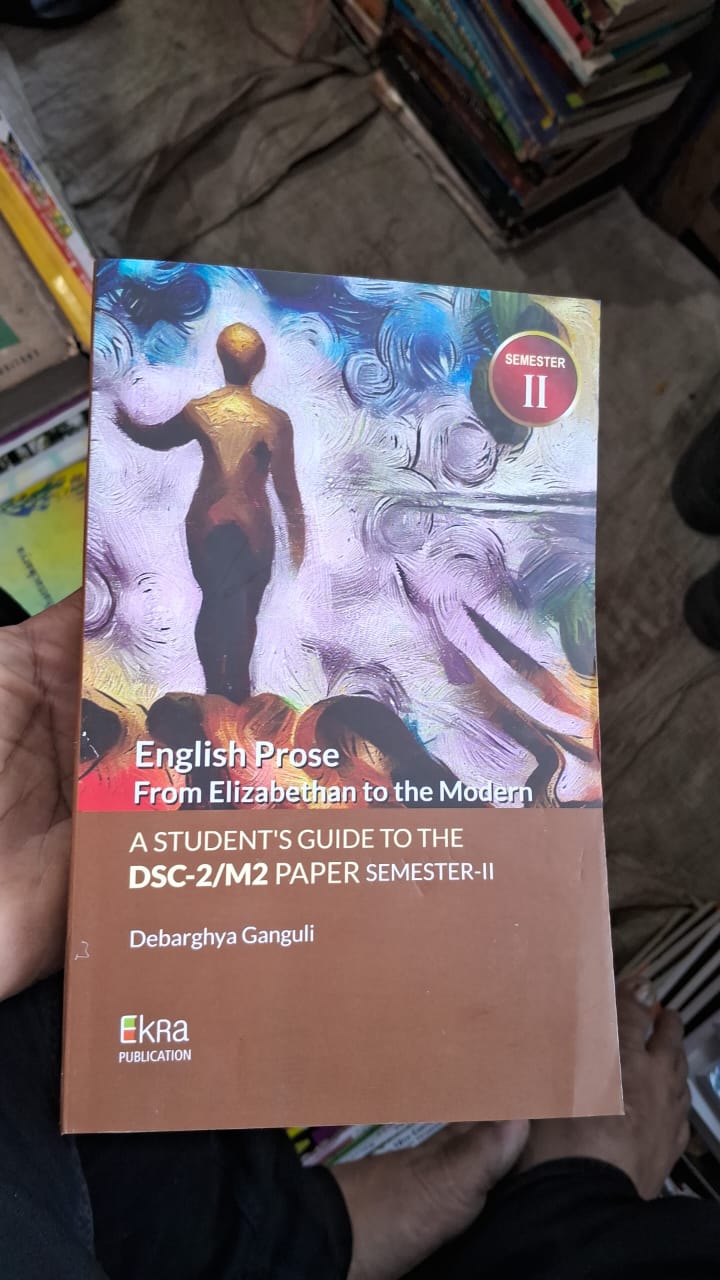 SEMESTER
II
English Prose
From Elizabethan to the Modern
A STUDENT'S GUIDE TO THE
DSC-2/M2 PAPER SEMESTER-II
Debarghya Ganguli
EKRA
PUBLICATION